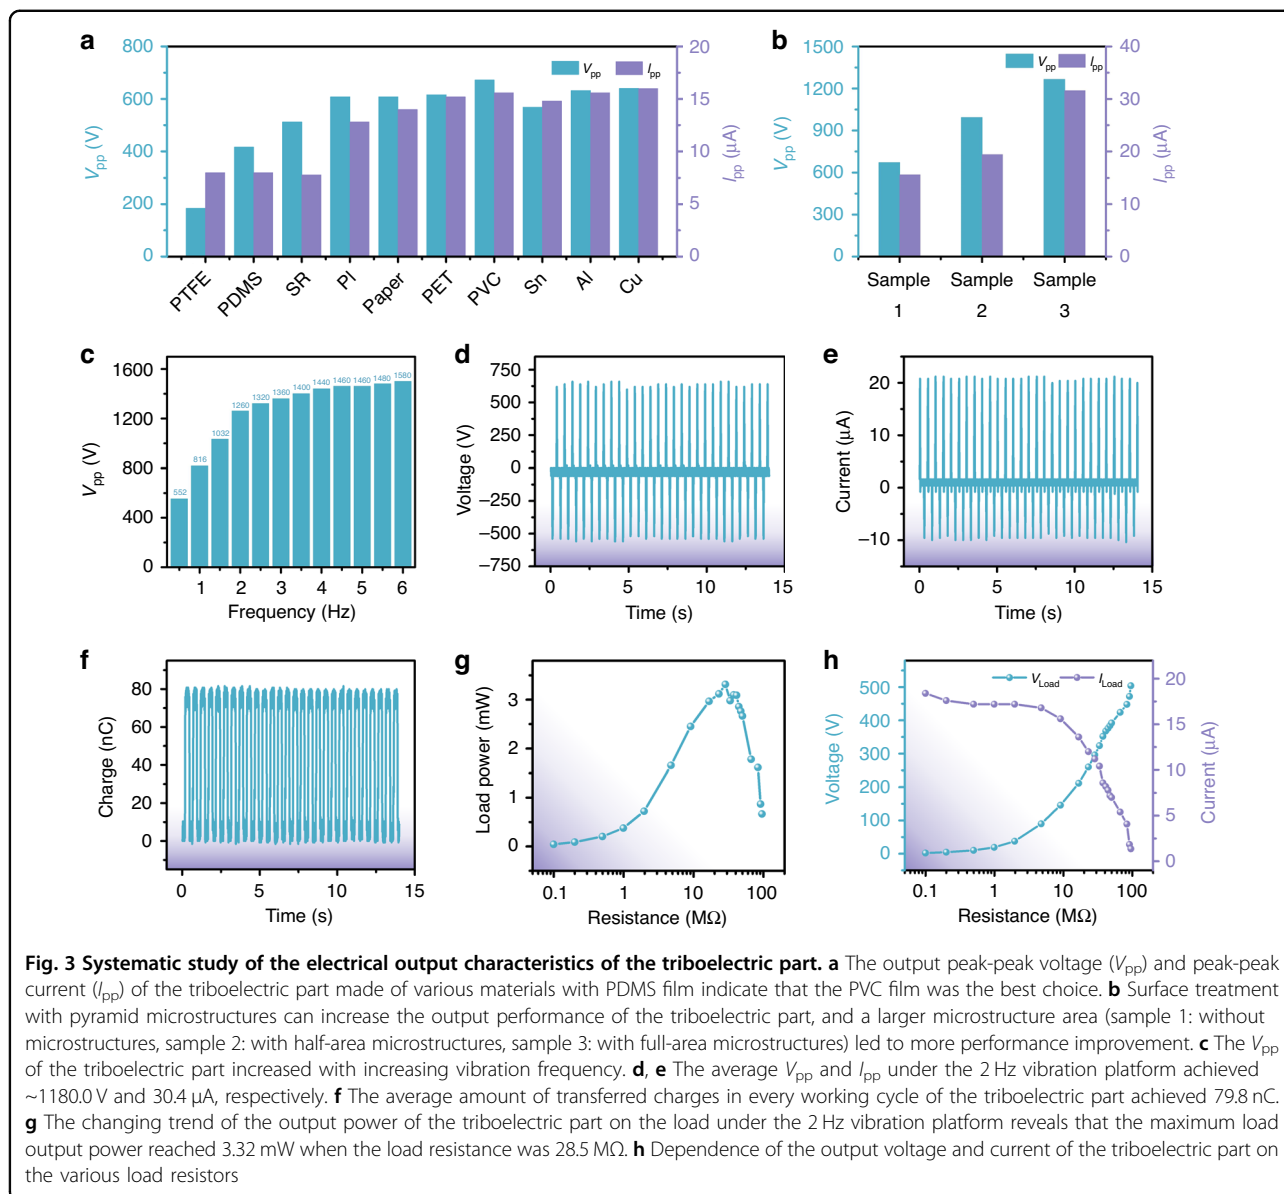 a
800
600
400
200
0
Vpp (V)
20
15
10
5
0
Ipp (μA)
Vpp
Ipp
PTFE
PDMS
SR
PI
Paper
PET
PVC
Sn
Al
Cu
b
1500
1200
900
600
300
0
Vpp (V)
40
30
20
10
0
Ipp (μA)
Vpp
Ipp
Sample
1
Sample
2
Sample
3
c
1600
1200
800
400
0
Vpp (V)
552
816
1032
1260
1320
1360
1400
1440
1460
1460
1480
1580
1 2 3 4 5 6
Frequency (Hz)
d
750
500
250
0
−250
−500
−750
Voltage (V)
0 5 10 15
Time (s)
e
20
10
0
−10
Current (μA)
0 5 10 15
Time (s)
f
80
60
40
20
0
Charge (nC)
0 5 10 15
Time (s)
g
3
2
1
0
Load power (mW)
0.1 1 10 100
Resistance (MΩ)
h
500
400
300
200
100
0
Voltage (V)
20
15
10
5
0
Current (μA)
VLoad
ILoad
0.1 1 10 100
Resistance (MΩ)
Fig. 3 Systematic study of the electrical output characteristics of the triboelectric part. a The output peak-peak voltage (Vpp) and peak-peak
current (Ipp) of the triboelectric part made of various materials with PDMS film indicate that the PVC film was the best choice. b Surface treatment
with pyramid microstructures can increase the output performance of the triboelectric part, and a larger microstructure area (sample 1: without
microstructures, sample 2: with half-area microstructures, sample 3: with full-area microstructures) led to more performance improvement. c The Vpp
of the triboelectric part increased with increasing vibration frequency. d, e The average Vpp and Ipp under the 2 Hz vibration platform achieved
~1180.0 V and 30.4 μA, respectively. f The average amount of transferred charges in every working cycle of the triboelectric part achieved 79.8 nC.
g The changing trend of the output power of the triboelectric part on the load under the 2 Hz vibration platform reveals that the maximum load
output power reached 3.32 mW when the load resistance was 28.5 MΩ. h Dependence of the output voltage and current of the triboelectric part on
the various load resistors